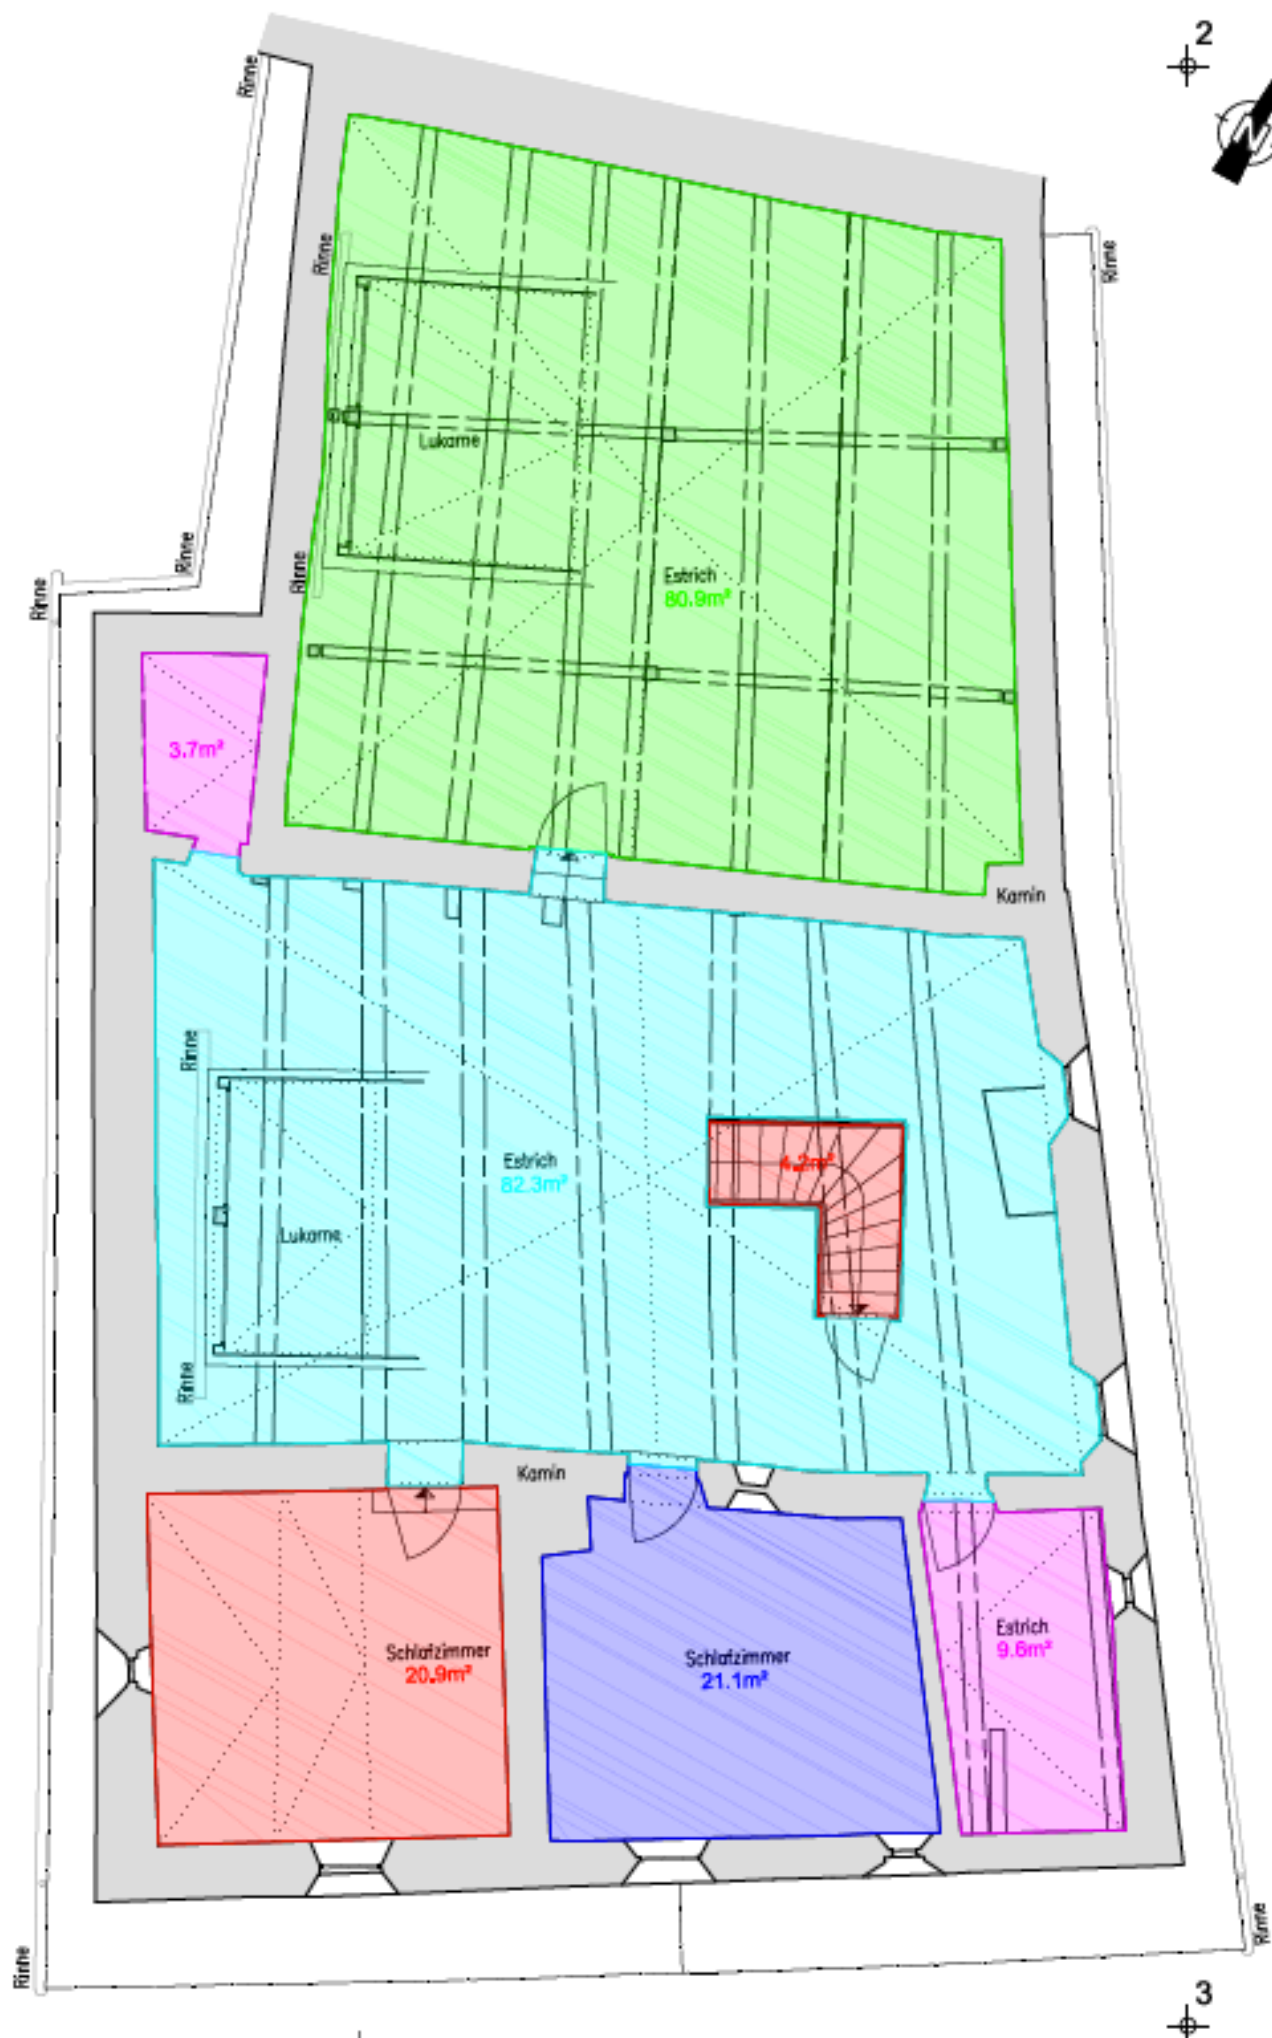 2
N
Rinne
Rinne
Rinne
Lukarne
Rinne
Rinne
Rinne
Estrich
80.9m²
3.7m²
Kamin
Rinne
Estrich
82.3m²
4.2m²
Lukarne
Rinne
Kamin
Schlafzimmer
20.9m²
Schlafzimmer
21.1m²
Estrich
9.6m²
Rinne
Rinne
3